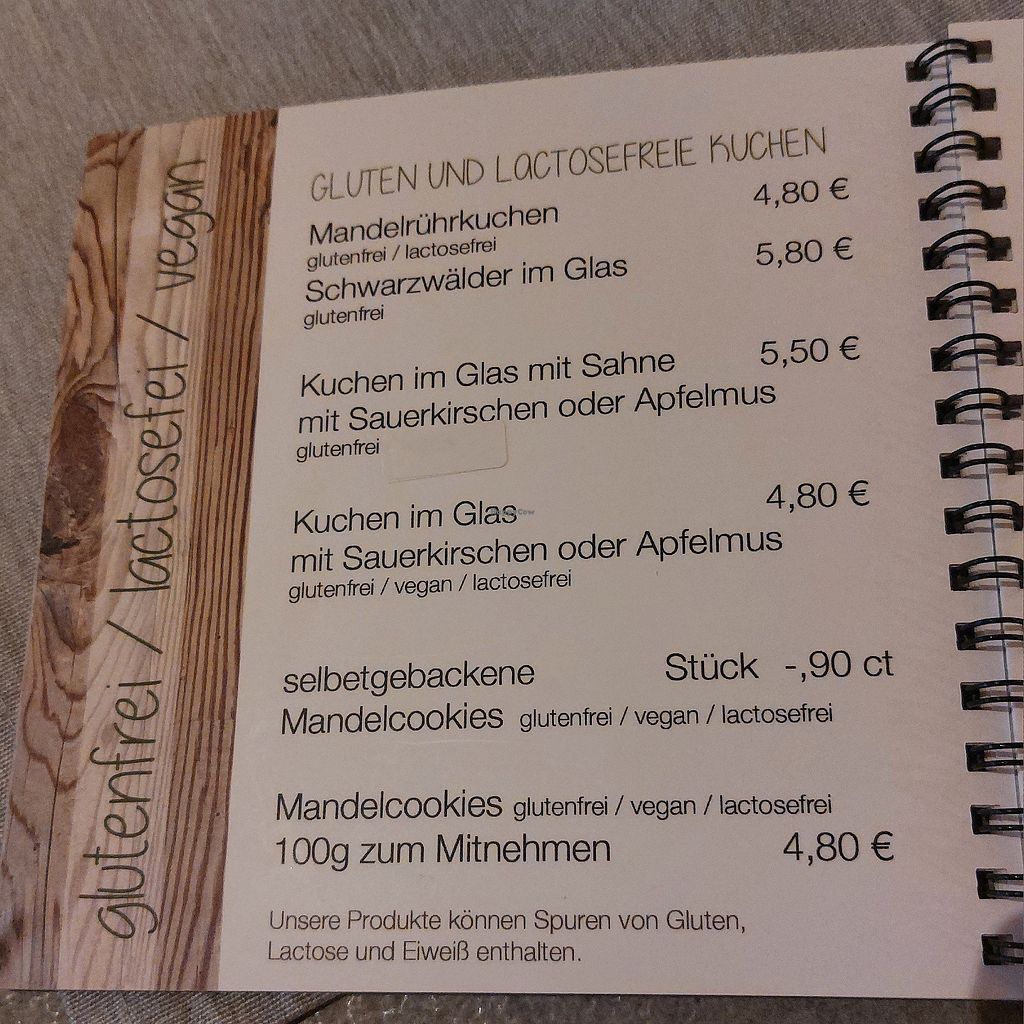 glutenfrei / lactosefei / vegan
GLUTEN UND LACTOSEFREIE KUCHEN
Mandelrührkuchen 4,80 €
glutenfrei / lactosefrei
Schwarzwälder im Glas 5,80 €
glutenfrei
Kuchen im Glas mit Sahne 5,50 €
mit Sauerkirschen oder Apfelmus
glutenfrei
Kuchen im Glas 4,80 €
mit Sauerkirschen oder Apfelmus
glutenfrei / vegan / lactosefrei
selbetgebackene Stück -,90 ct
Mandelcookies glutenfrei / vegan / lactosefrei
Mandelcookies glutenfrei / vegan / lactosefrei
100g zum Mitnehmen 4,80 €
Unsere Produkte können Spuren von Gluten,
Lactose und Eiweiß enthalten.